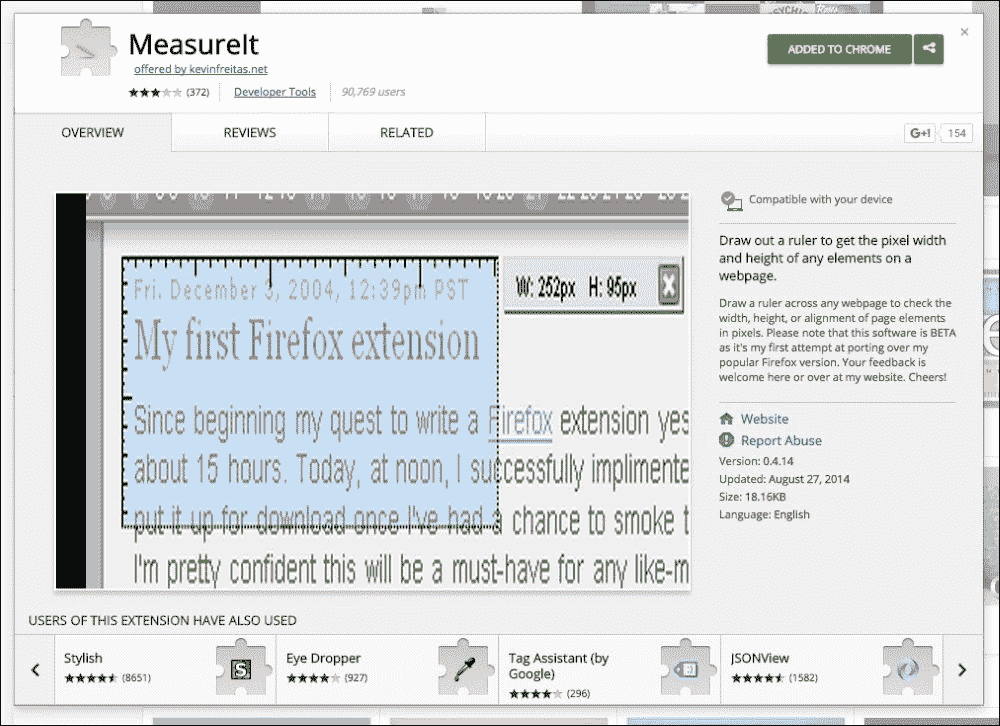 MeasureIt
offered by kevinfreitas.net
(372)
Developer Tools
90,769 users
ADDED TO CHROME
OVERVIEW
REVIEWS
RELATED
G+1
154
Fri. December 3, 2004, 12:39pm PST
My first Firefox extension
Since beginning my quest to write a Firefox extension yes
about 15 hours. Today, at noon, I successfully implimente
put it up for download once I've had a chance to smoke t
I'm pretty confident this will be a must-have for any like-m
W: 252px H: 95px
Compatible with your device
Draw out a ruler to get the pixel width
and height of any elements on a
webpage.
Draw a ruler across any webpage to check the
width, height, or alignment of page elements
in pixels. Please note that this software is BETA
as it's my first attempt at porting over my
popular Firefox version. Your feedback is
welcome here or over at my website. Cheers!
Website
Report Abuse
Version: 0.4.14
Updated: August 27, 2014
Size: 18.16KB
Language: English
USERS OF THIS EXTENSION HAVE ALSO USED
Stylish
(8651)
S
Eye Dropper
(927)
Tag Assistant (by
Google)
(296)
JSONView
(1582)